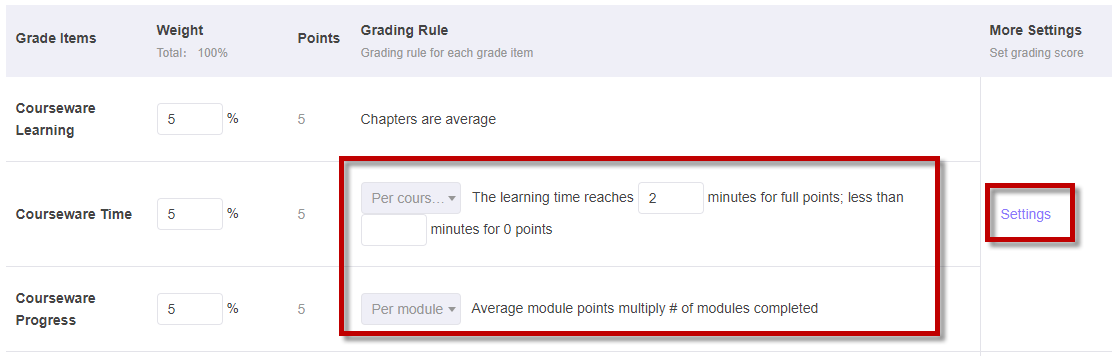 Grade Items
Weight
Total: 100%
Points
Grading Rule
Grading rule for each grade item
More Settings
Set grading score
Courseware
Learning
5 %
5
Chapters are average
Courseware Time
5 %
5
Per cours... The learning time reaches 2 minutes for full points; less than
minutes for 0 points
Settings
Courseware
Progress
5 %
5
Per module Average module points multiply # of modules completed